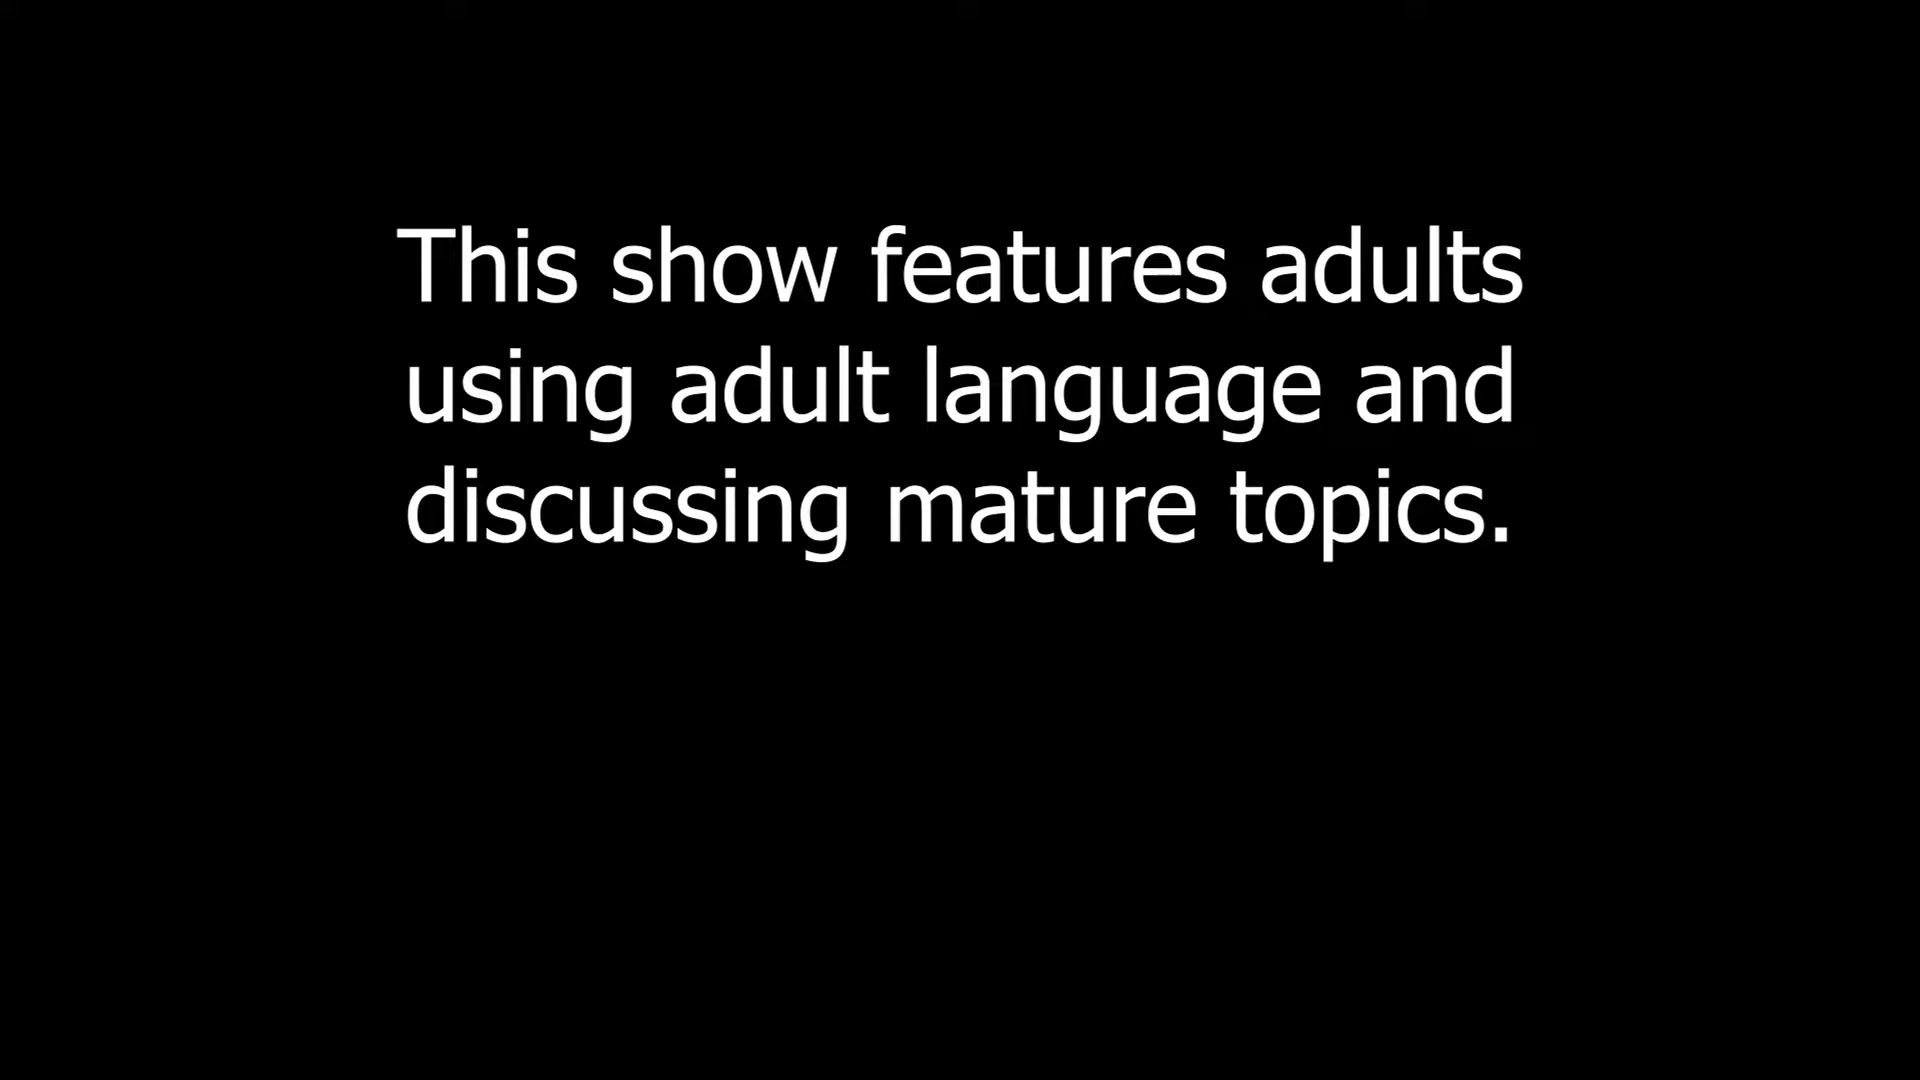 This show features adults
using adult language and
discussing mature topics.